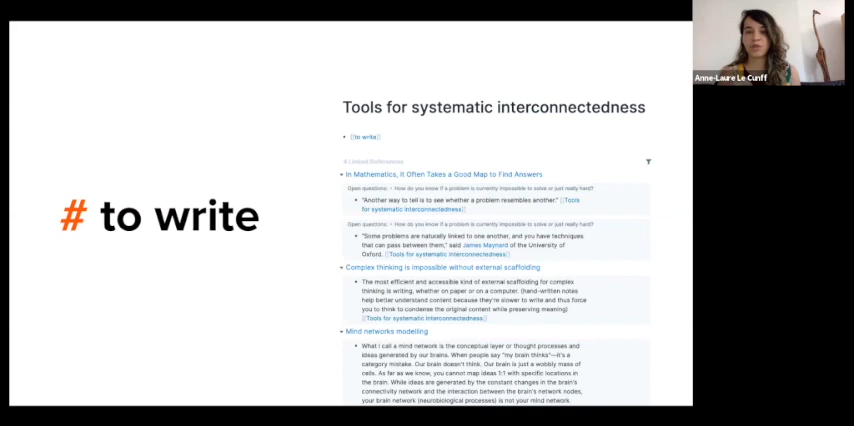 Anne-Laure Le Cunff
# to write
Tools for systematic interconnectedness
[[to write]]
4 Linked References
In Mathematics, It Often Takes a Good Map to Find Answers
Open questions: • How do you know if a problem is currently impossible to solve or just really hard?
"Another way to tell is to see whether a problem resembles another." [[Tools
for systematic interconnectedness]]
Open questions: • How do you know if a problem is currently impossible to solve or just really hard?
"Some problems are naturally linked to one another, and you have techniques
that can pass between them," said James Maynard of the University of
Oxford. [[Tools for systematic interconnectedness]]
Complex thinking is impossible without external scaffolding
The most efficient and accessible kind of external scaffolding for complex
thinking is writing, whether on paper or on a computer. (hand-written notes
help better understand content because they're slower to write and thus force
you to think to condense the original content while preserving meaning)
[[Tools for systematic interconnectedness]]
Mind networks modelling
What I call a mind network is the conceptual layer or thought processes and
ideas generated by our brains. When people say "my brain thinks"—it's a
category mistake. Our brain doesn't think. Our brain is just a wobbly mass of
cells. As far as we know, you cannot map ideas 1:1 with specific locations in
the brain. While ideas are generated by the constant changes in the brain's
connectivity network and the interaction between the brain's network nodes,
your brain network (neurobiological processes) is not your mind network